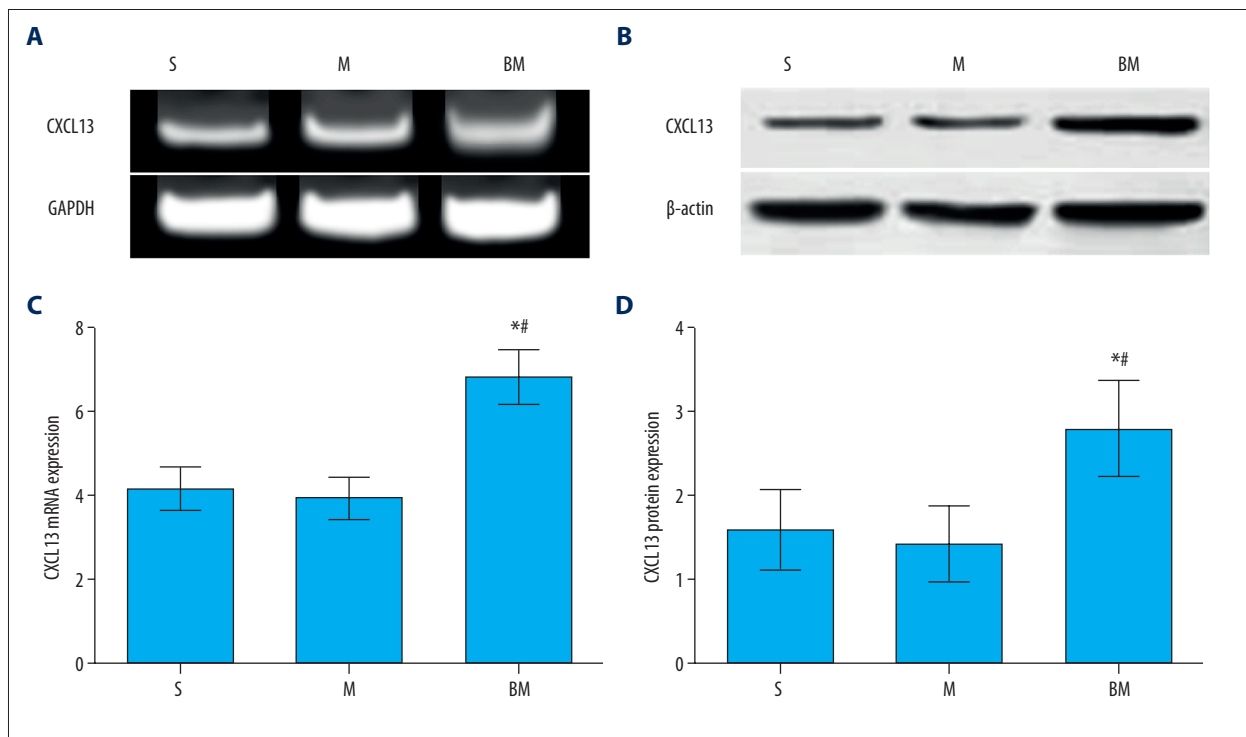 A
S M BM
CXCL13
GAPDH
B
S M BM
CXCL13
β-actin
C
CXCL13 mRNA expression
8
6
4
2
0
*#
S M BM
D
CXCL13 protein expression
4
3
2
1
0
*#
S M BM